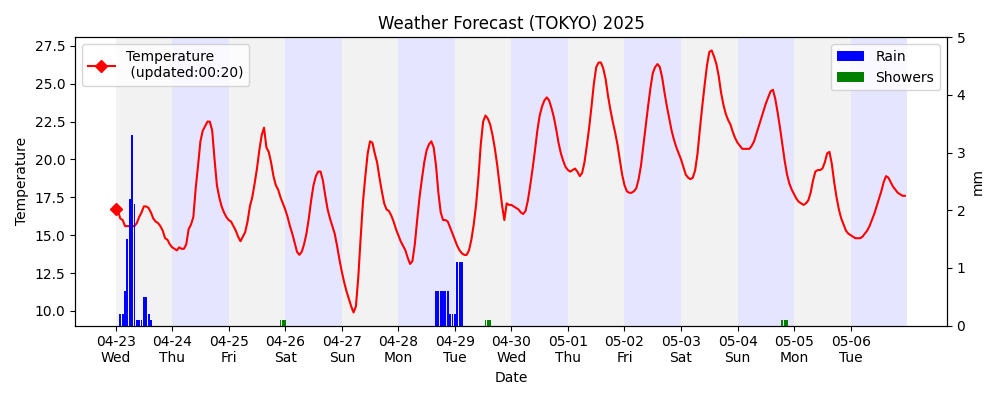 Weather Forecast (TOKYO) 2025
Temperature
(updated:00:20)
Rain
Showers
Temperature
27.5
25.0
22.5
20.0
17.5
15.0
12.5
10.0
5
4
3
2
1
0
mm
04-23 04-24 04-25 04-26 04-27 04-28 04-29 04-30 05-01 05-02 05-03 05-04 05-05 05-06
Wed Thu Fri Sat Sun Mon Tue Wed Thu Fri Sat Sun Mon Tue
Date